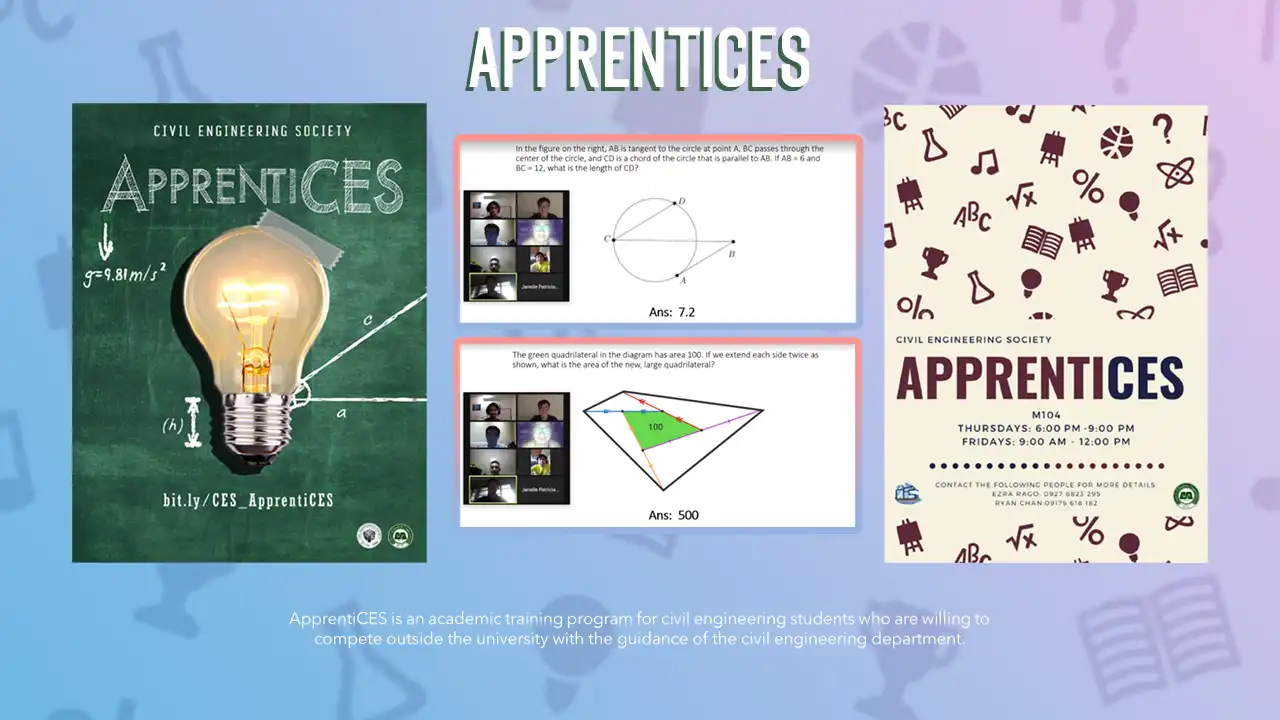 APPRENTICES
CIVIL ENGINEERING SOCIETY
APPRENTICES
g=9.81m/s²
c
a
(h)
bit.ly/CES_ApprentiCES
In the figure on the right, AB is tangent to the circle at point A, BC passes through the
center of the circle, and CD is a chord of the circle that is parallel to AB. If AB = 6 and
BC = 12, what is the length of CD?
D
C
B
A
Janelle Patricia...
Ans: 7.2
The green quadrilateral in the diagram has area 100. If we extend each side twice as
shown, what is the area of the new, large quadrilateral?
100
Janelle Patricia...
Ans: 500
BC
ABC
√x
%
?
√x
%
CIVIL ENGINEERING SOCIETY
APPRENTICES
M104
THURSDAYS: 6:00 PM -9:00 PM
FRIDAYS: 9:00 AM - 12:00 PM
CONTACT THE FOLLOWING PEOPLE FOR MORE DETAILS:
EZRA RAGO: 0927 6823 295
RYAN CHAN:09175 618 182
ABC
√x
%
ApprentiCES is an academic training program for civil engineering students who are willing to
compete outside the university with the guidance of the civil engineering department.